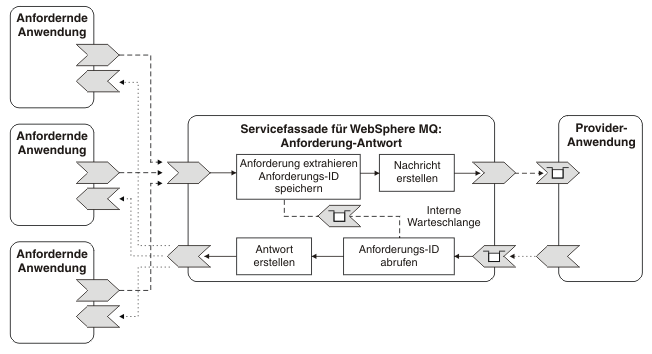 Anfordernde
Anwendung
Anfordernde
Anwendung
Anfordernde
Anwendung
Servicefassade für WebSphere MQ:
Anforderung-Antwort
Anforderung extrahieren
Anforderungs-ID
speichern
Nachricht
erstellen
Interne
Warteschlange
Antwort
erstellen
Anforderungs-ID
abrufen
Provider-
Anwendung